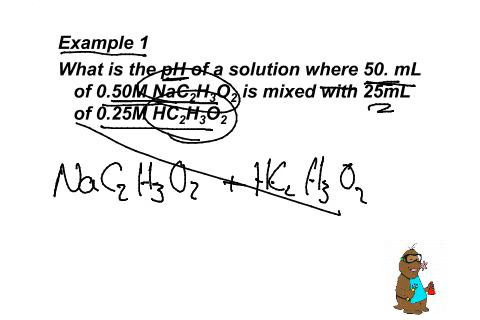 Example 1
What is the pH of a solution where 50. mL
of 0.50M NaC₂H₃O₂ is mixed with 25mL
of 0.25M HC₂H₃O₂
NaC₂H₃O₂ + HC₂H₃O₂